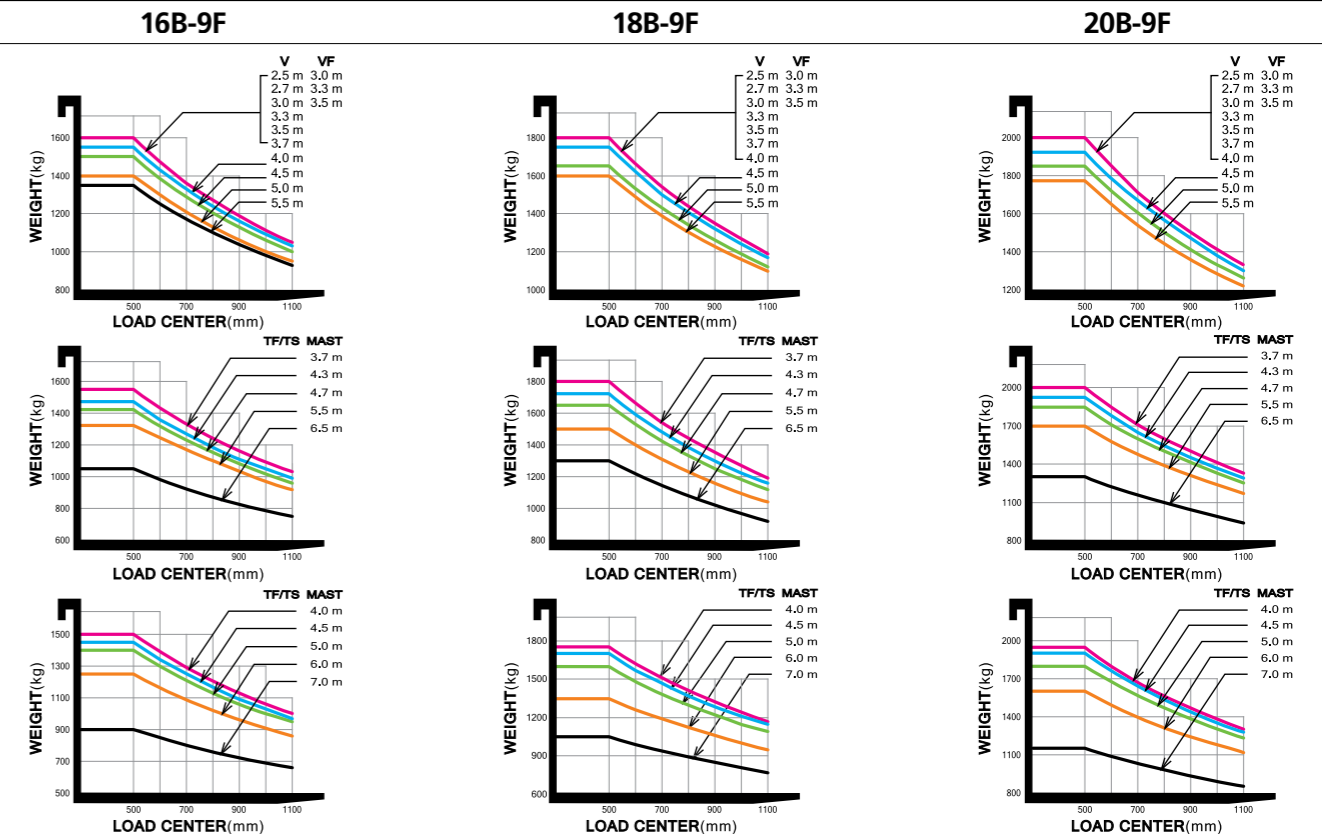 16B-9F
18B-9F
20B-9F
V VF
2.5 m 3.0 m
2.7 m 3.3 m
3.0 m 3.5 m
3.3 m
3.5 m
3.7 m
4.0 m
4.5 m
5.0 m
5,5 m
WEIGHT(kg)
1600
1400
1200
1000
800
500 700 900 1100
LOAD CENTER(mm)
V VF
2.5 m 3.0 m
2.7 m 3.3 m
3.0 m 3.5 m
3.3 m
3.5 m
3.7 m
4.0 m
4.5 m
5.0 m
5,5 m
WEIGHT(kg)
1800
1600
1400
1200
1000
500 700 900 1100
LOAD CENTER(mm)
V VF
2.5 m 3.0 m
2.7 m 3.3 m
3.0 m 3.5 m
3.3 m
3.5 m
3.7 m
4.0 m
4.5 m
5.0 m
5,5 m
WEIGHT(kg)
2000
1800
1600
1400
1200
500 700 900 1100
LOAD CENTER(mm)
TF/TS MAST
3.7 m
4.3 m
4.7 m
5.5 m
6.5 m
WEIGHT(kg)
1600
1400
1200
1000
800
600
500 700 900 1100
LOAD CENTER(mm)
TF/TS MAST
3.7 m
4.3 m
4.7 m
5.5 m
6.5 m
WEIGHT(kg)
1800
1600
1400
1200
1000
800
500 700 900 1100
LOAD CENTER(mm)
TF/TS MAST
3.7 m
4.3 m
4.7 m
5.5 m
6.5 m
WEIGHT(kg)
2000
1700
1400
1100
800
500 700 900 1100
LOAD CENTER(mm)
TF/TS MAST
4.0 m
4.5 m
5.0 m
6.0 m
7.0 m
WEIGHT(kg)
1500
1300
1100
900
700
500
500 700 900 1100
LOAD CENTER(mm)
TF/TS MAST
4.0 m
4.5 m
5.0 m
6.0 m
7.0 m
WEIGHT(kg)
1800
1500
1200
900
600
500 700 900 1100
LOAD CENTER(mm)
TF/TS MAST
4.0 m
4.5 m
5.0 m
6.0 m
7.0 m
WEIGHT(kg)
2000
1700
1400
1100
800
500 700 900 1100
LOAD CENTER(mm)